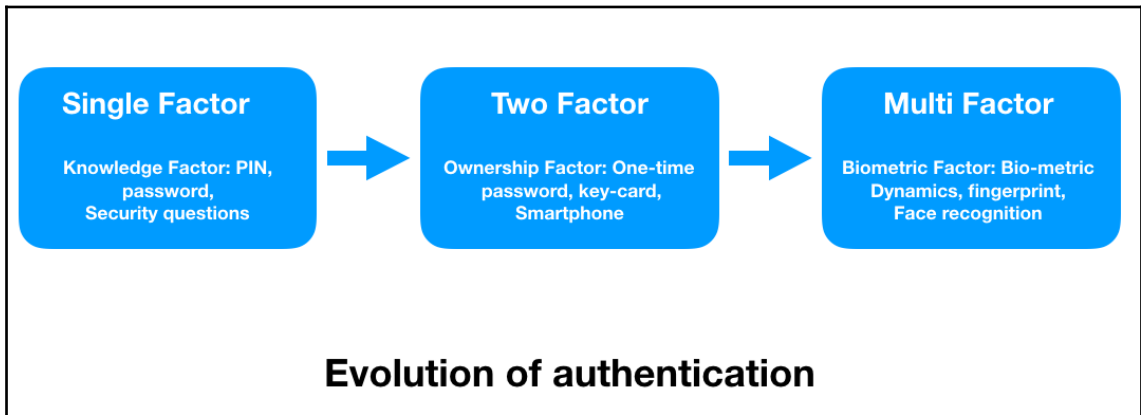 Single Factor
Knowledge Factor: PIN,
password,
Security questions
Two Factor
Ownership Factor: One-time
password, key-card,
Smartphone
Multi Factor
Biometric Factor: Bio-metric
Dynamics, fingerprint,
Face recognition
Evolution of authentication